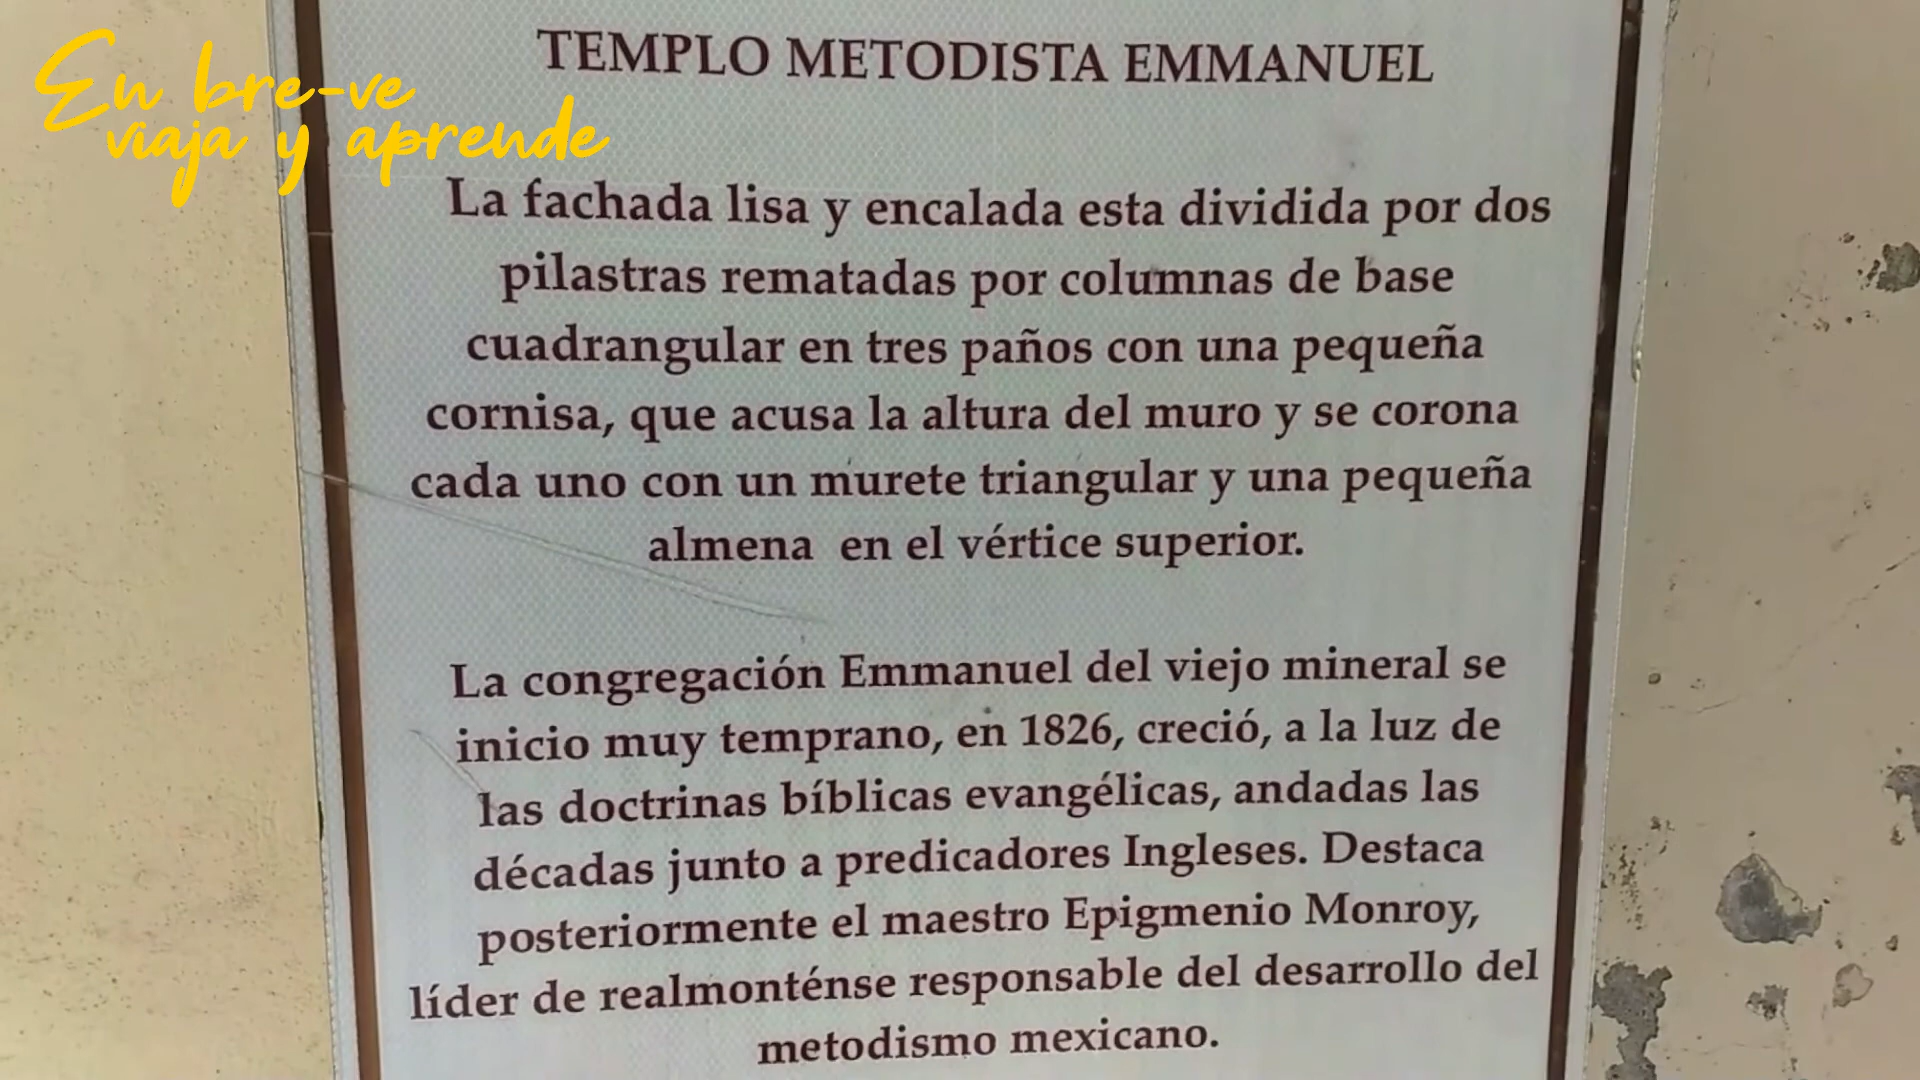 En bre-ve
viaja y aprende
TEMPLO METODISTA EMMANUEL
La fachada lisa y encalada esta dividida por dos
pilastras rematadas por columnas de base
cuadrangular en tres paños con una pequeña
cornisa, que acusa la altura del muro y se corona
cada uno con un murete triangular y una pequeña
almena en el vértice superior.
La congregación Emmanuel del viejo mineral se
inicio muy temprano, en 1826, creció, a la luz de
las doctrinas bíblicas evangélicas, andadas las
décadas junto a predicadores Ingleses. Destaca
posteriormente el maestro Epigmenio Monroy,
líder de realmonténse responsable del desarrollo del
metodismo mexicano.